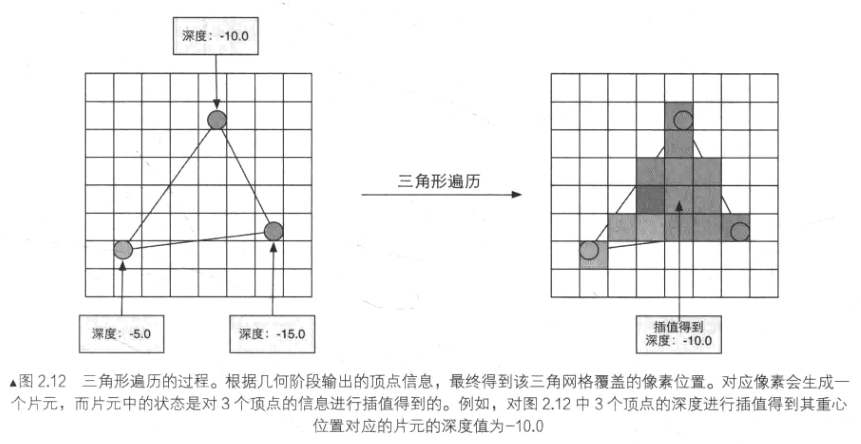 深度：-10.0
三角形遍历
深度：-5.0
深度：-15.0
插值得到
深度：-10.0
▲图 2.12 三角形遍历的过程。根据几何阶段输出的顶点信息，最终得到该三角网格覆盖的像素位置。对应像素会生成一
个片元，而片元中的状态是对 3 个顶点的信息进行插值得到的。例如，对图 2.12 中 3 个顶点的深度进行插值得到其重心
位置对应的片元的深度值为-10.0